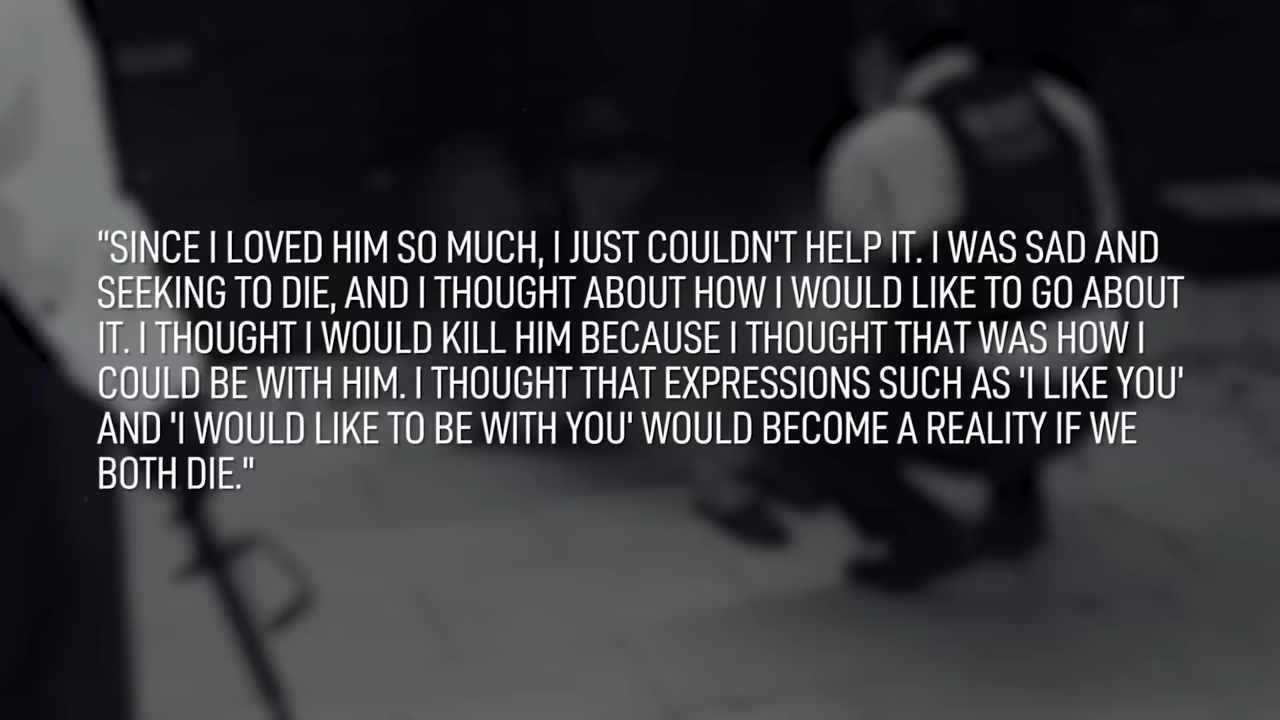 "SINCE I LOVED HIM SO MUCH, I JUST COULDN'T HELP IT. I WAS SAD AND
SEEKING TO DIE, AND I THOUGHT ABOUT HOW I WOULD LIKE TO GO ABOUT
IT. I THOUGHT I WOULD KILL HIM BECAUSE I THOUGHT THAT WAS HOW I
COULD BE WITH HIM. I THOUGHT THAT EXPRESSIONS SUCH AS 'I LIKE YOU'
AND 'I WOULD LIKE TO BE WITH YOU' WOULD BECOME A REALITY IF WE
BOTH DIE."